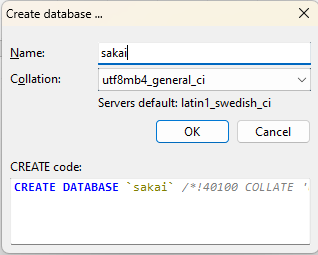 Create database ...
Name: sakai
Collation: utf8mb4_general_ci
Servers default: latin1_swedish_ci
OK Cancel
CREATE code:
CREATE DATABASE `sakai` /*!40100 COLLATE '